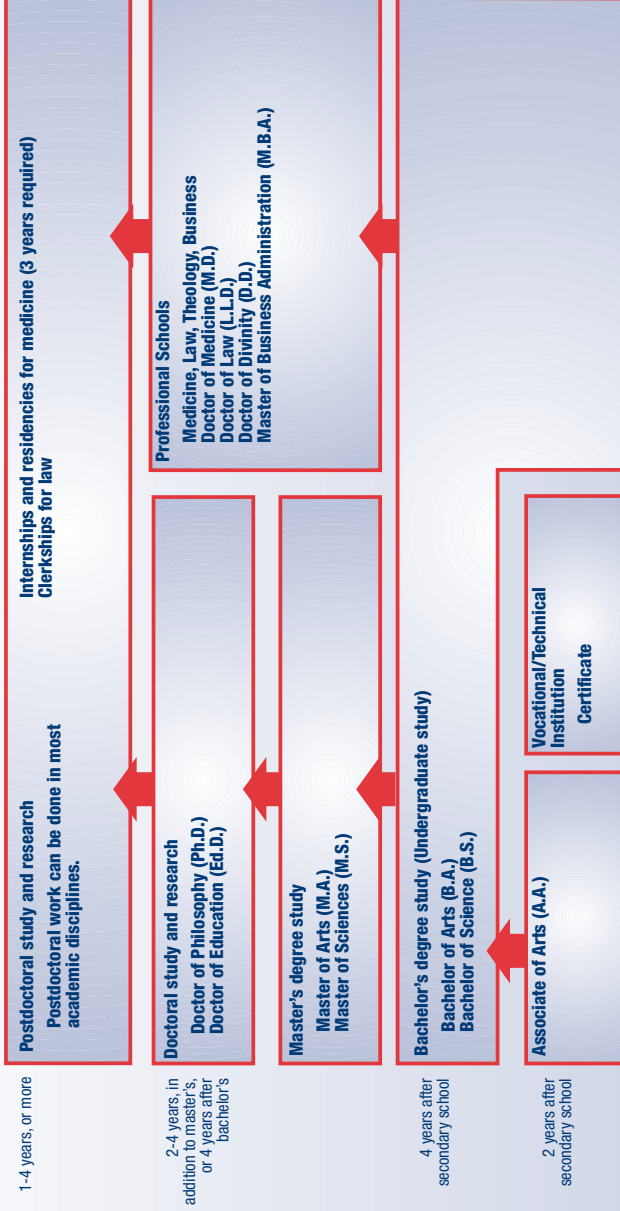 1-4 years, or more
Postdoctoral study and research
Postdoctoral work can be done in most
academic disciplines.
Internships and residencies for medicine (3 years required)
Clerkships for law
2-4 years, in
addition to master's,
or 4 years after
bachelor's
Doctoral study and research
Doctor of Philosophy (Ph.D.)
Doctor of Education (Ed.D.)
Master's degree study
Master of Arts (M.A.)
Master of Sciences (M.S.)
Professional Schools
Medicine, Law, Theology, Business
Doctor of Medicine (M.D.)
Doctor of Law (L.L.D.)
Doctor of Divinity (D.D.)
Master of Business Administration (M.B.A.)
4 years after
secondary school
Bachelor's degree study (Undergraduate study)
Bachelor of Arts (B.A.)
Bachelor of Science (B.S.)
2 years after
secondary school
Associate of Arts (A.A.)
Vocational/Technical
Institution
Certificate